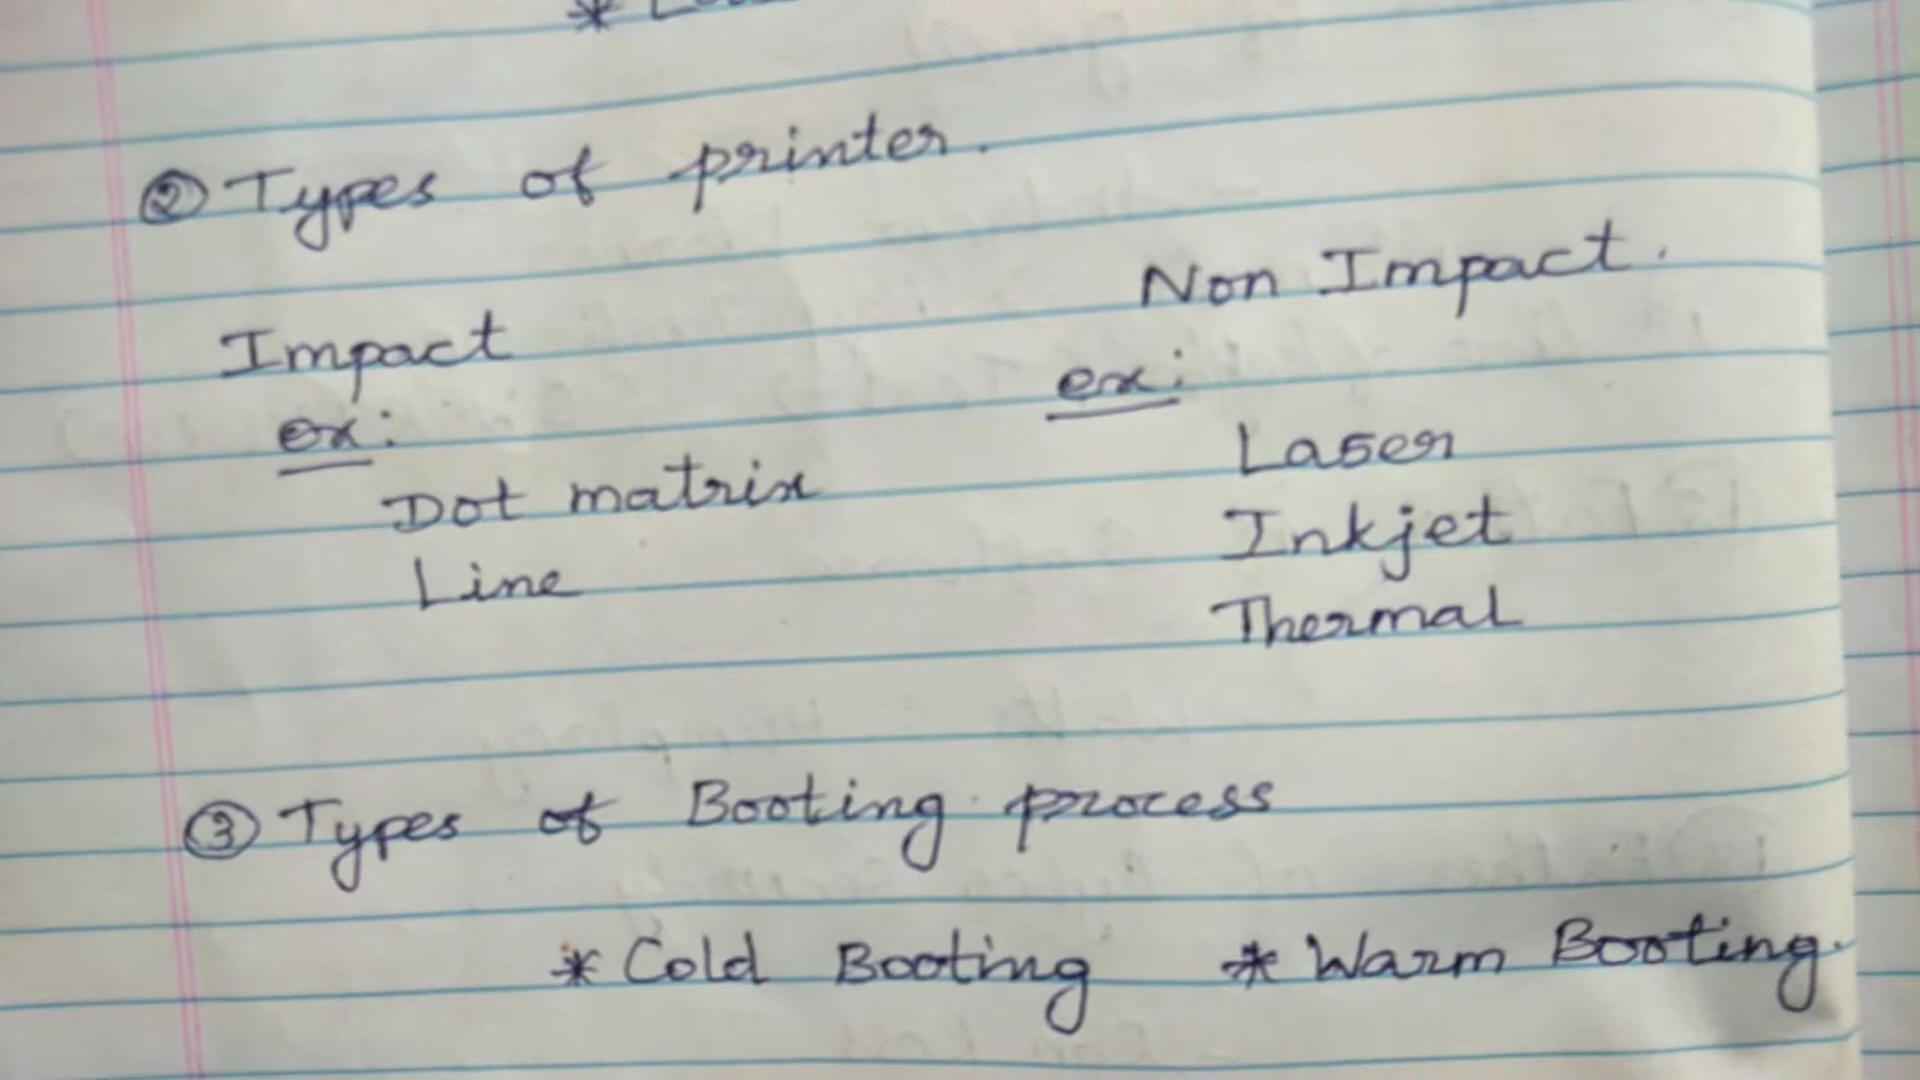 ② Types of printer.
Impact
ex:
Dot matrix
Line
Non Impact.
ex:
Laser
Inkjet
Thermal
③ Types of Booting process
* Cold Booting * Warm Booting.